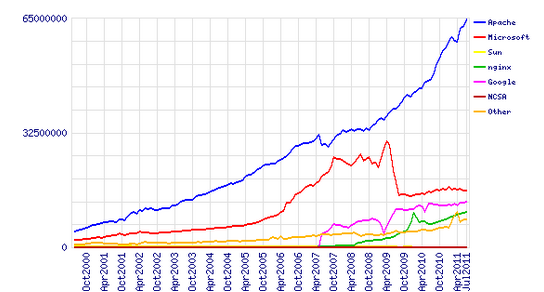 65000000
32500000
0
Apache
Microsoft
Sun
nginx
Google
NCSA
Other
Oct2000
Apr2001
Oct2001
Apr2002
Oct2002
Apr2003
Oct2003
Apr2004
Oct2004
Apr2005
Oct2005
Apr2006
Oct2006
Apr2007
Oct2007
Apr2008
Oct2008
Apr2009
Oct2009
Apr2010
Oct2010
Apr2011
Jul2011